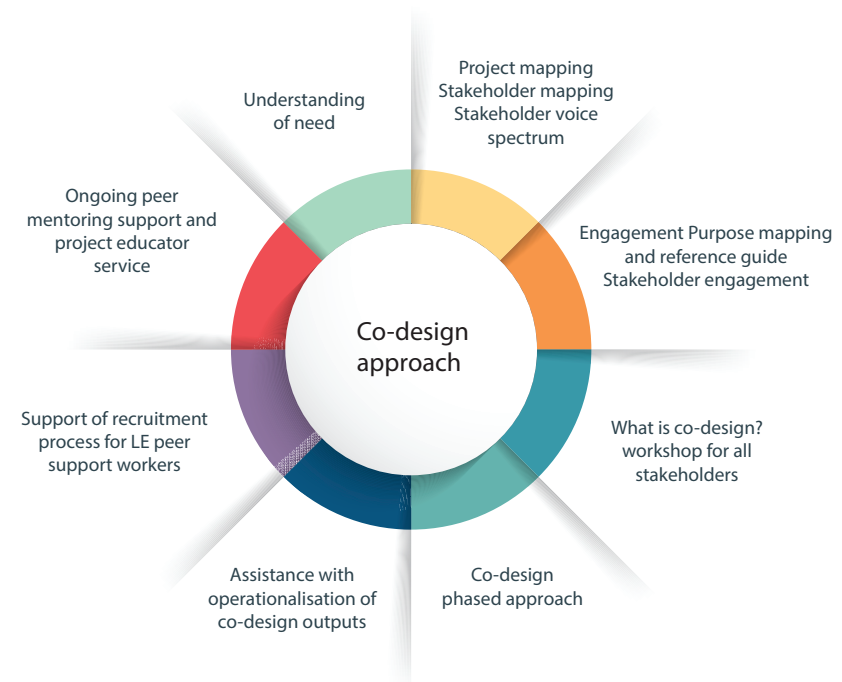 Project mapping
Stakeholder mapping
Stakeholder voice
spectrum
Engagement Purpose mapping
and reference guide
Stakeholder engagement
What is co-design?
workshop for all
stakeholders
Co-design
phased approach
Assistance with
operationalisation of
co-design outputs
Support of recruitment
process for LE peer
support workers
Ongoing peer
mentoring support and
project educator
service
Understanding
of need
Co-design
approach